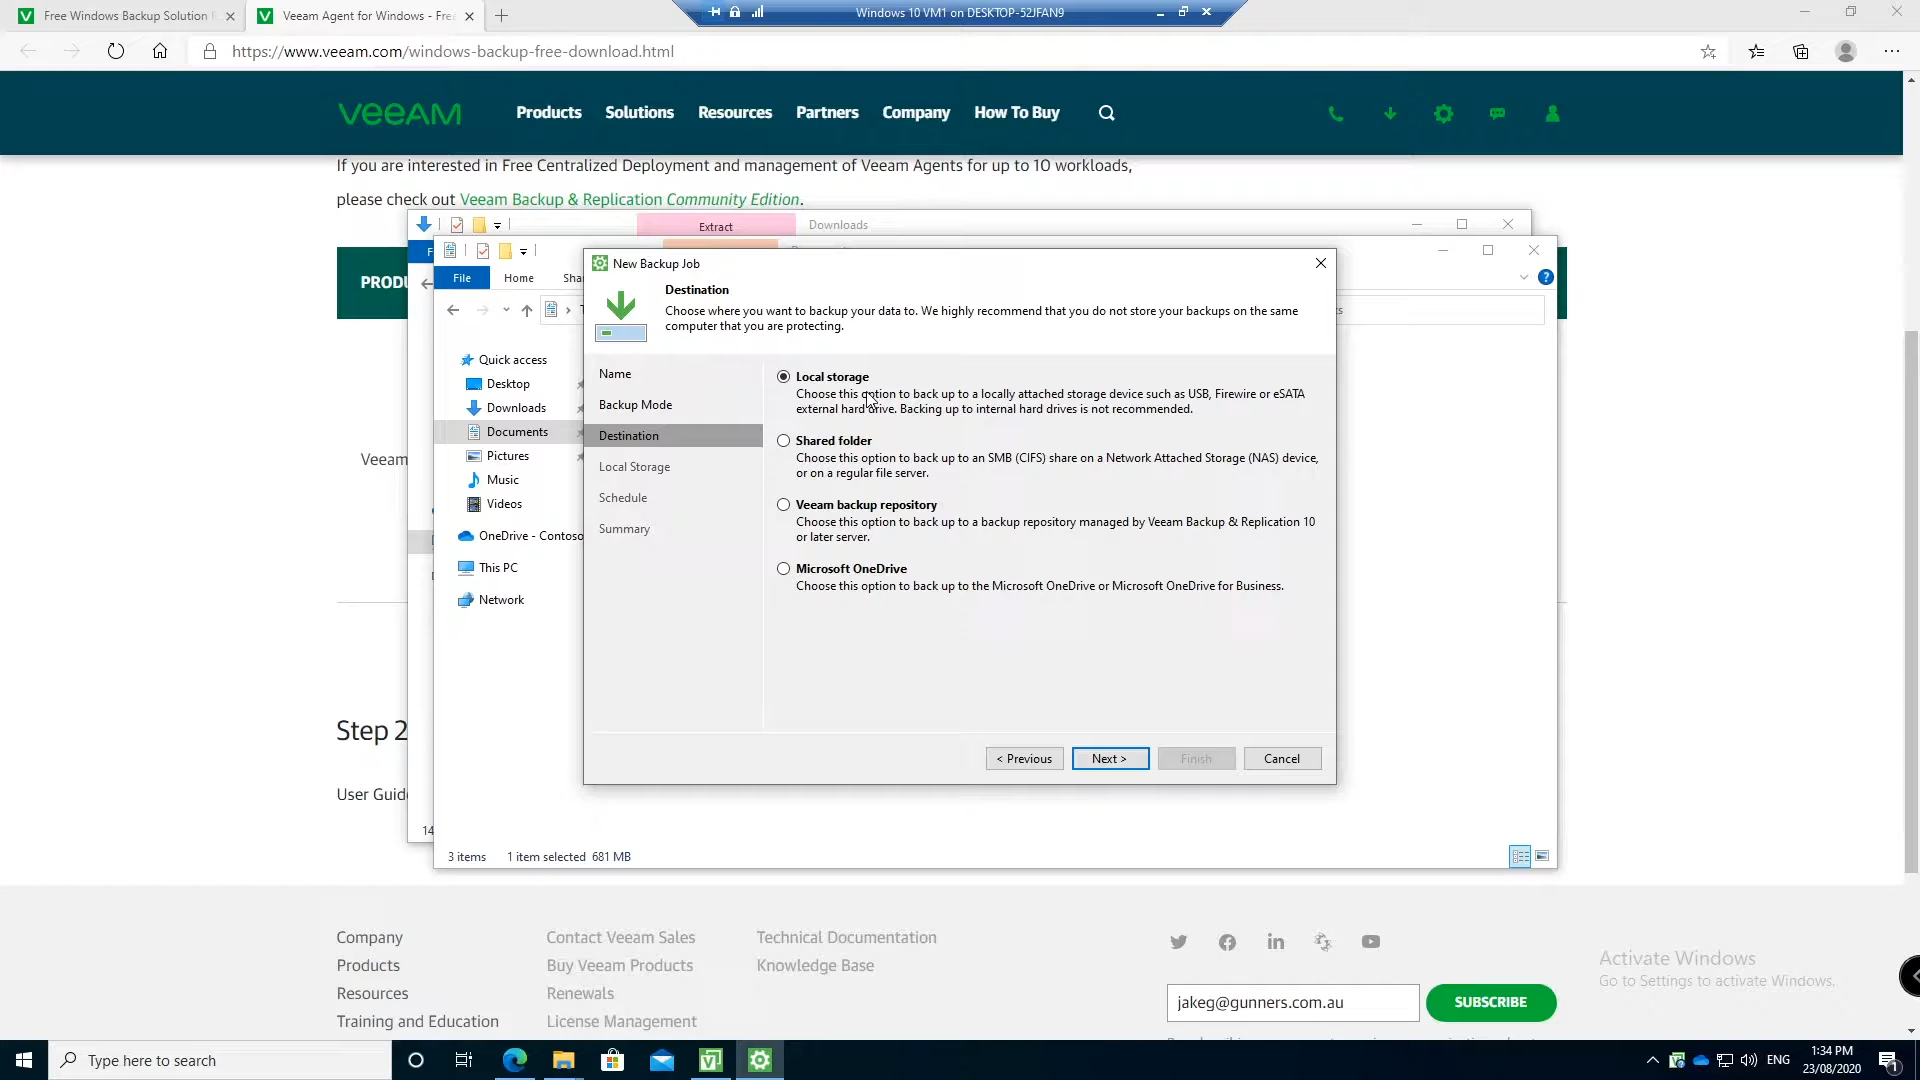 Free Windows Backup Solution
Veeam Agent for Windows - Free
Windows 10 VM1 on DESKTOP-52JFAN9
https://www.veeam.com/windows-backup-free-download.html
veeam
Products
Solutions
Resources
Partners
Company
How To Buy
If you are interested in Free Centralized Deployment and management of Veeam Agents for up to 10 workloads,
please check out Veeam Backup & Replication Community Edition.
Extract
Downloads
PRODU
File
Home
Sha
Quick access
Desktop
Downloads
Documents
Pictures
Music
Videos
OneDrive - Contoso
This PC
Network
Veeam
New Backup Job
Destination
Choose where you want to backup your data to. We highly recommend that you do not store your backups on the same
computer that you are protecting.
Name
Backup Mode
Destination
Local Storage
Schedule
Summary
Local storage
Choose this option to back up to a locally attached storage device such as USB, Firewire or eSATA
external hard drive. Backing up to internal hard drives is not recommended.
Shared folder
Choose this option to back up to an SMB (CIFS) share on a Network Attached Storage (NAS) device,
or on a regular file server.
Veeam backup repository
Choose this option to back up to a backup repository managed by Veeam Backup & Replication 10
or later server.
Microsoft OneDrive
Choose this option to back up to the Microsoft OneDrive or Microsoft OneDrive for Business.
< Previous
Next >
Finish
Cancel
Step 2
User Guide
14
3 items
1 item selected 681 MB
Company
Products
Resources
Training and Education
Contact Veeam Sales
Buy Veeam Products
Renewals
License Management
Technical Documentation
Knowledge Base
jakeg@gunners.com.au
SUBSCRIBE
Activate Windows
Go to Settings to activate Windows.
Type here to search
ENG
1:34 PM
23/08/2020
1